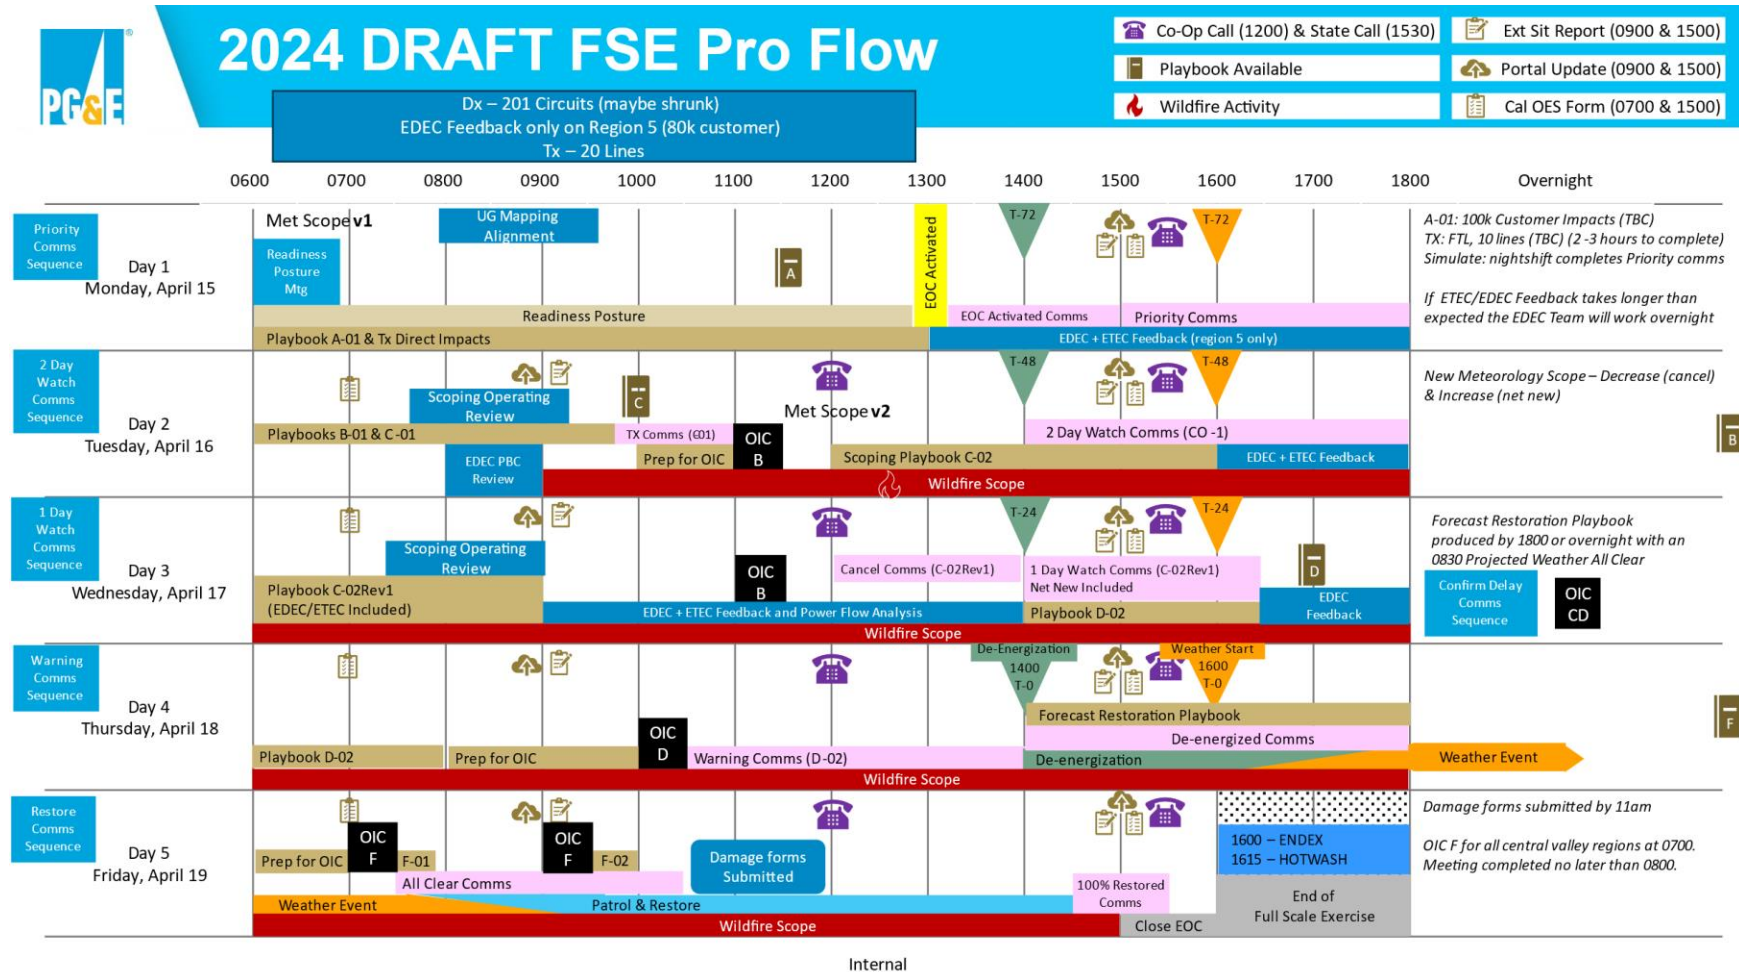 PG&E
®
2024 DRAFT FSE Pro Flow
Co-Op Call (1200) & State Call (1530)
Playbook Available
Wildfire Activity
Ext Sit Report (0900 & 1500)
Portal Update (0900 & 1500)
Cal OES Form (0700 & 1500)
Dx – 201 Circuits (maybe shrunk)
EDEC Feedback only on Region 5 (80k customer)
Tx – 20 Lines
0600 0700 0800 0900 1000 1100 1200 1300 1400 1500 1600 1700 1800 Overnight
Priority
Comms
Sequence
Day 1
Monday, April 15
Met Scope v1
Readiness
Posture
Mtg
UG Mapping
Alignment
A
EOC Activated
T-72
T-72
Readiness Posture
EOC Activated Comms
Priority Comms
Playbook A-01 & Tx Direct Impacts
EDEC + ETEC Feedback (region 5 only)
A-01: 100k Customer Impacts (TBC)
TX: FTL, 10 lines (TBC) (2 -3 hours to complete)
Simulate: nightshift completes Priority comms
If ETEC/EDEC Feedback takes longer than
expected the EDEC Team will work overnight
2 Day
Watch
Comms
Sequence
Day 2
Tuesday, April 16
Scoping Operating
Review
C
Met Scope v2
T-48
T-48
Playbooks B-01 & C-01
TX Comms (C01)
OIC
B
2 Day Watch Comms (CO -1)
EDEC PBC
Review
Prep for OIC
Scoping Playbook C-02
EDEC + ETEC Feedback
Wildfire Scope
New Meteorology Scope – Decrease (cancel)
& Increase (net new)
B
1 Day
Watch
Comms
Sequence
Day 3
Wednesday, April 17
Scoping Operating
Review
OIC
B
T-24
T-24
Playbook C-02Rev1
(EDEC/ETEC Included)
Cancel Comms (C-02Rev1)
1 Day Watch Comms (C-02Rev1)
Net New Included
D
EDEC + ETEC Feedback and Power Flow Analysis
Playbook D-02
EDEC
Feedback
Wildfire Scope
Forecast Restoration Playbook
produced by 1800 or overnight with an
0830 Projected Weather All Clear
Confirm Delay
Comms
Sequence
OIC
CD
Warning
Comms
Sequence
Day 4
Thursday, April 18
De-Energization
1400
T-0
Weather Start
1600
T-0
Forecast Restoration Playbook
De-energized Comms
Playbook D-02
Prep for OIC
OIC
D
Warning Comms (D-02)
De-energization
Weather Event
Wildfire Scope
F
Restore
Comms
Sequence
Day 5
Friday, April 19
Prep for OIC
OIC
F
F-01
OIC
F
F-02
All Clear Comms
Damage forms
Submitted
Weather Event
Patrol & Restore
100% Restored
Comms
Wildfire Scope
Close EOC
1600 – ENDEX
1615 – HOTWASH
End of
Full Scale Exercise
Damage forms submitted by 11am
OIC F for all central valley regions at 0700.
Meeting completed no later than 0800.
Internal